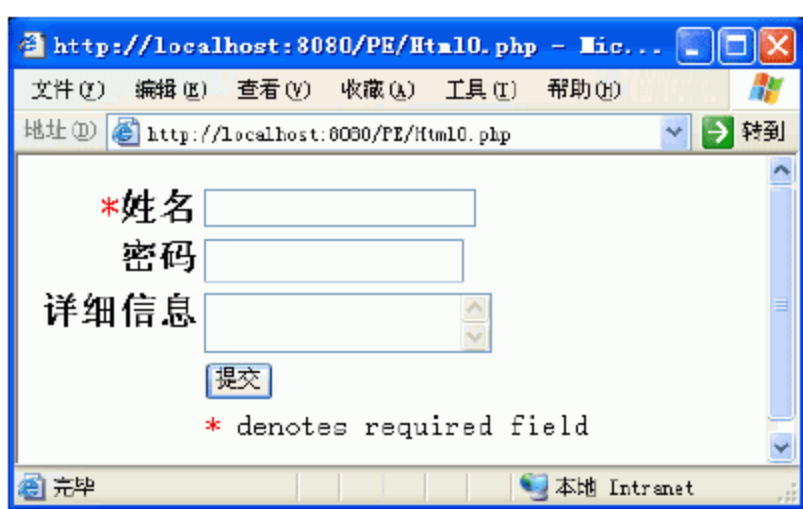 http://localhost:8080/PE/Html0.php - Mic...
文件(F) 编辑(E) 查看(V) 收藏(A) 工具(T) 帮助(H)
地址(D) http://localhost:8080/PE/Html0.php 转到
*姓名
密码
详细信息
提交
* denotes required field
完毕 本地 Intranet